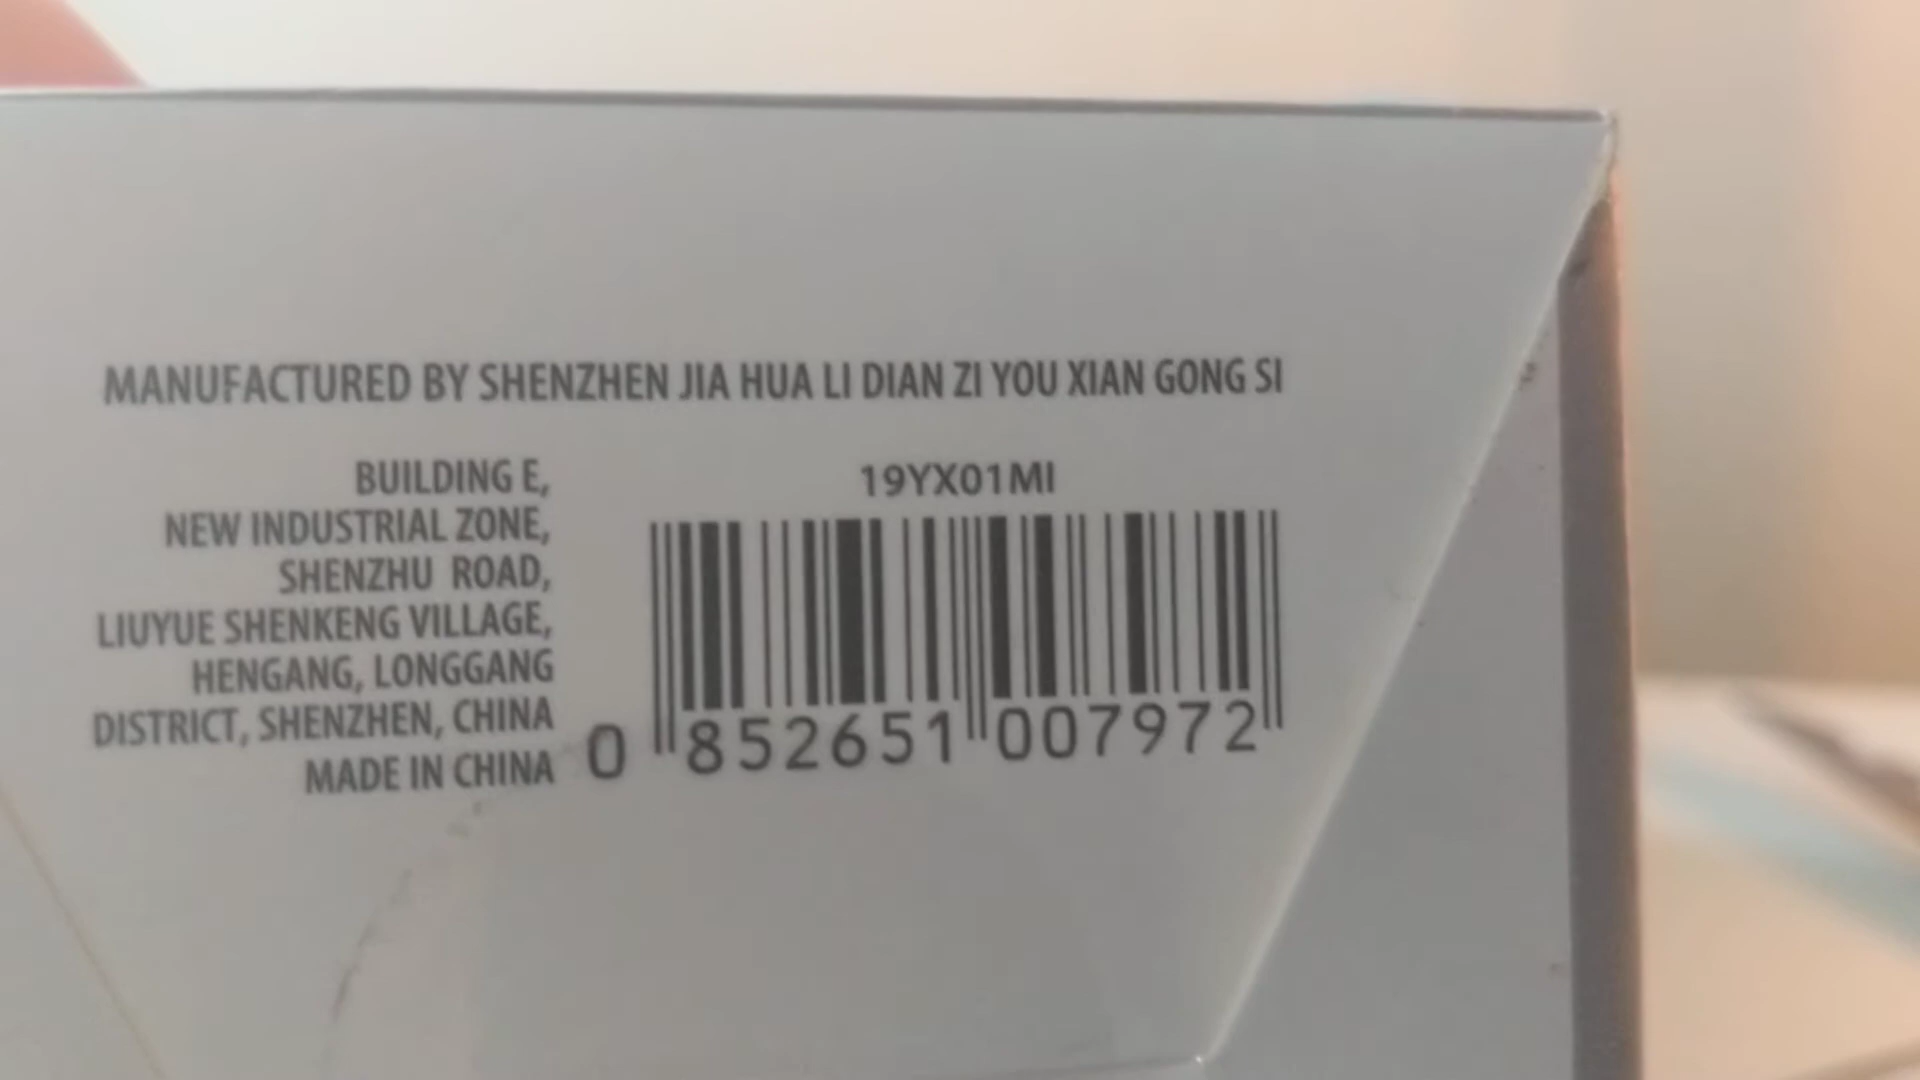 MANUFACTURED BY SHENZHEN JIA HUA LI DIAN ZI YOU XIAN GONG SI
BUILDING E,
NEW INDUSTRIAL ZONE,
SHENZHU ROAD,
LIUYUE SHENKENG VILLAGE,
HENGANG, LONGGANG
DISTRICT, SHENZHEN, CHINA
MADE IN CHINA
19YX01MI
0 852651 007972